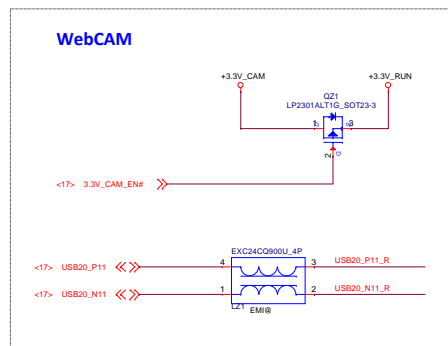 WebCAM
+3.3V_CAM
+3.3V_RUN
QZ1
LP2301ALT1G_SOT23-3
1
D
S
3
2
G
<17> 3.3V_CAM_EN#
EXC24CQ900U_4P
<17> USB20_P11
4
3
USB20_P11_R
<17> USB20_N11
1
2
USB20_N11_R
LZ1
EMI@